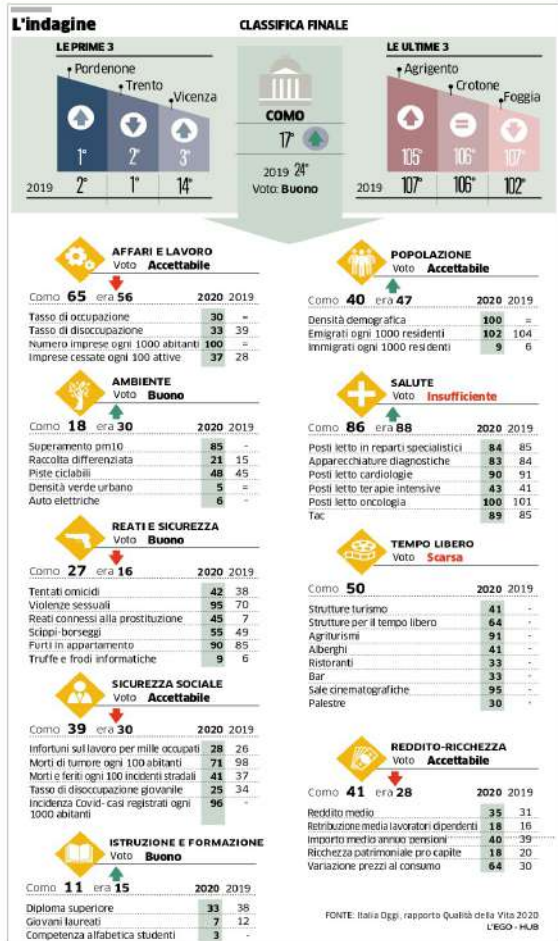 L'indagine
CLASSIFICA FINALE
LE PRIME 3
Pordenone
Trento
Vicenza
1° 2° 3°
2019 2° 1° 14°
COMO
17°
2019 24°
Voto: Buono
LE ULTIME 3
Agrigento
Crotone
Foggia
105° 106° 107°
2019 107° 106° 102°
AFFARI E LAVORO
Voto Accettabile
Como 65 era 56 2020 2019
Tasso di occupazione 30 =
Tasso di disoccupazione 33 39
Numero imprese ogni 1000 abitanti 100 =
Imprese cessate ogni 100 attive 37 28
AMBIENTE
Voto Buono
Como 18 era 30 2020 2019
Superamento pm10 85 -
Raccolta differenziata 21 15
Piste ciclabili 48 45
Densità verde urbano 5 =
Auto elettriche 6 -
REATI E SICUREZZA
Voto Buono
Como 27 era 16 2020 2019
Tentati omicidi 42 38
Violenze sessuali 95 70
Reati connessi alla prostituzione 45 7
Scippi-borseggi 55 49
Furti in appartamento 90 85
Truffe e frodi informatiche 9 6
SICUREZZA SOCIALE
Voto Accettabile
Como 39 era 30 2020 2019
Infortuni sul lavoro per mille occupati 28 26
Morti di tumore ogni 100 abitanti 71 98
Morti e feriti ogni 100 incidenti stradali 41 37
Tasso di disoccupazione giovanile 25 34
Incidenza Covid- casi registrati ogni 96 -
1000 abitanti
ISTRUZIONE E FORMAZIONE
Voto Buono
Como 11 era 15 2020 2019
Diploma superiore 33 38
Giovani laureati 7 12
Competenza alfabetica studenti 3 -
POPOLAZIONE
Voto Accettabile
Como 40 era 47 2020 2019
Densità demografica 100 =
Emigrati ogni 1000 residenti 102 104
Immigrati ogni 1000 residenti 9 6
SALUTE
Voto Insufficiente
Como 86 era 88 2020 2019
Posti letto in reparti specialistici 84 85
Apparecchiature diagnostiche 83 84
Posti letto cardiologie 90 91
Posti letto terapie intensive 43 41
Posti letto oncologia 100 101
Tac 89 85
TEMPO LIBERO
Voto Scarsa
Como 50 2020 2019
Strutture turismo 41 -
Strutture per il tempo libero 64 -
Agriturismi 91 -
Alberghi 41 -
Ristoranti 33 -
Bar 33 -
Sale cinematografiche 95 -
Palestre 30 -
REDDITO-RICCHEZZA
Voto Accettabile
Como 41 era 28 2020 2019
Reddito medio 35 31
Retribuzione media lavoratori dipendenti 18 16
Importo medio annuo pensioni 40 39
Ricchezza patrimoniale pro capite 18 20
Variazione prezzi al consumo 64 30
FONTE: Italia Oggi, rapporto Qualità della Vita 2020
L'EGO - HUB